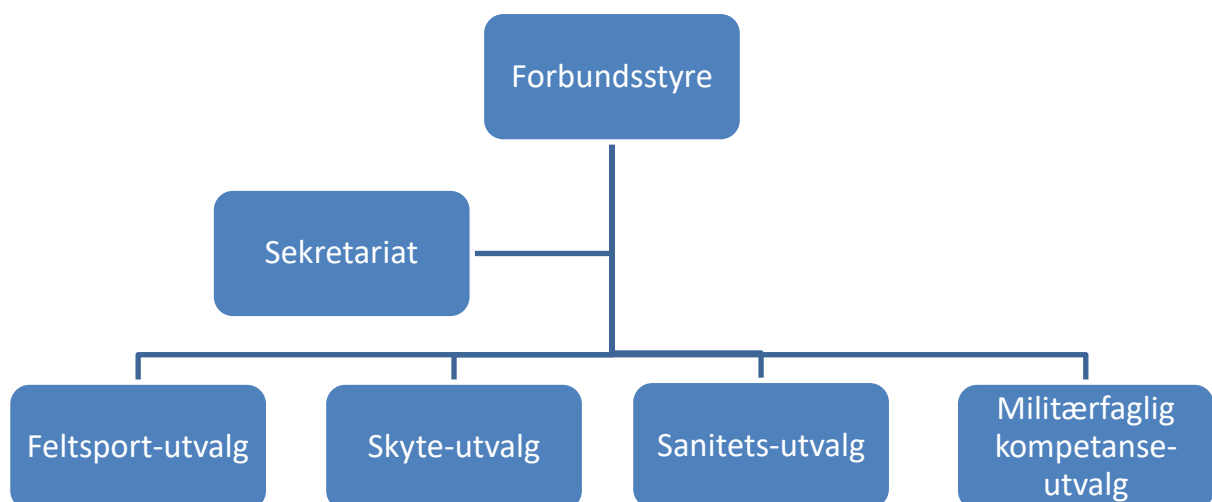 Forbundsstyre
Sekretariat
Feltsport-utvalg
Skyte-utvalg
Sanitets-utvalg
Militærfaglig
kompetanse-
utvalg